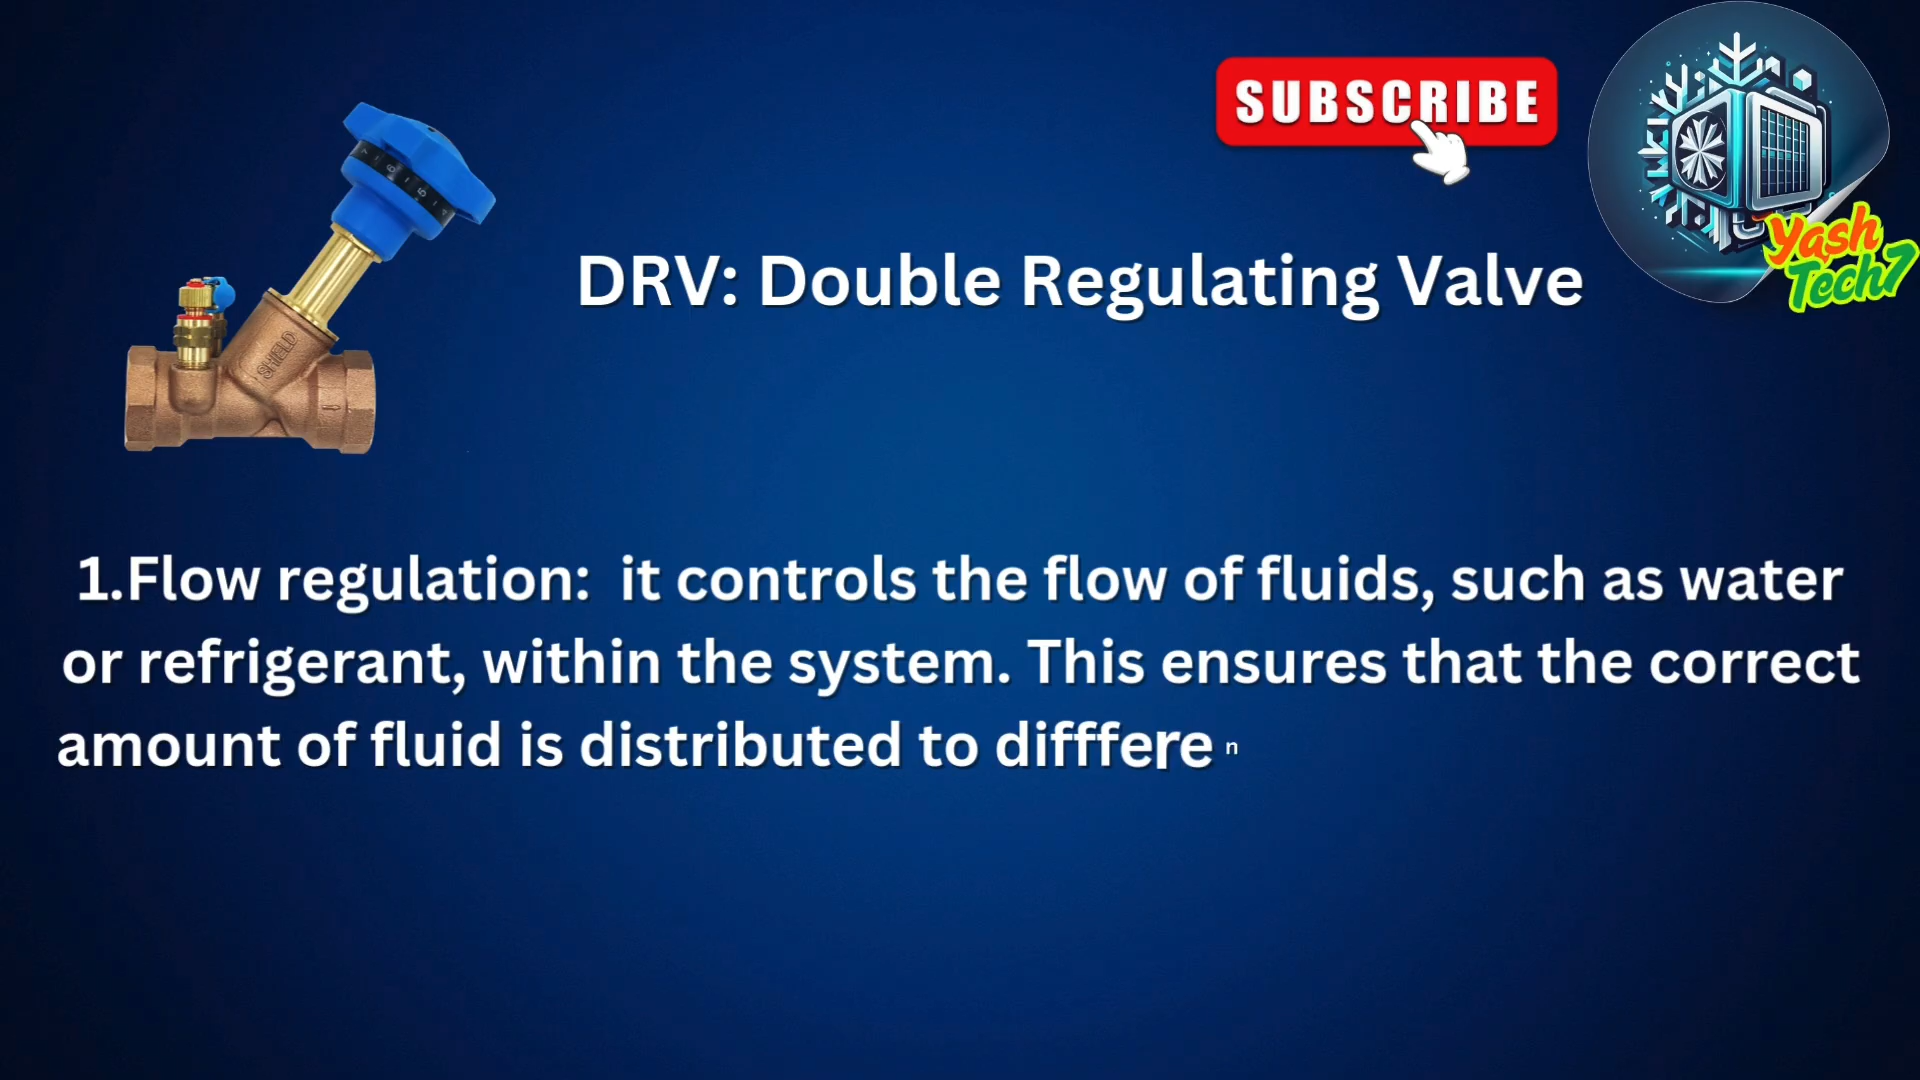 SUBSCRIBE
Yash
Tech7
SHIELD
DRV: Double Regulating Valve
1.Flow regulation: it controls the flow of fluids, such as water
or refrigerant, within the system. This ensures that the correct
amount of fluid is distributed to difffere n